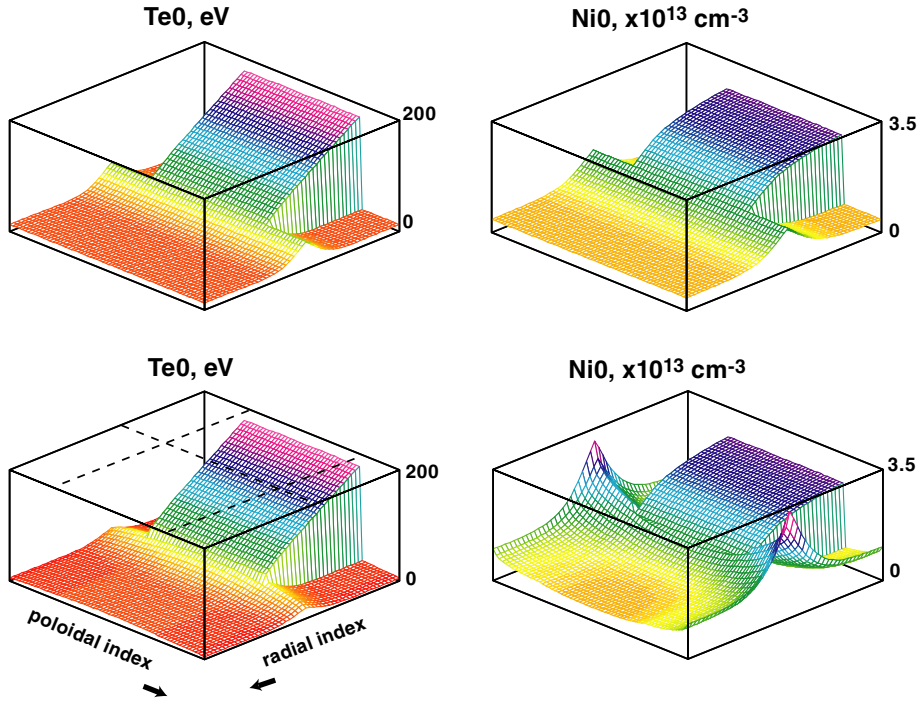 Te0, eV
Ni0, x10¹³ cm⁻³
200
0
3.5
0
Te0, eV
Ni0, x10¹³ cm⁻³
200
0
3.5
0
poloidal index
radial index